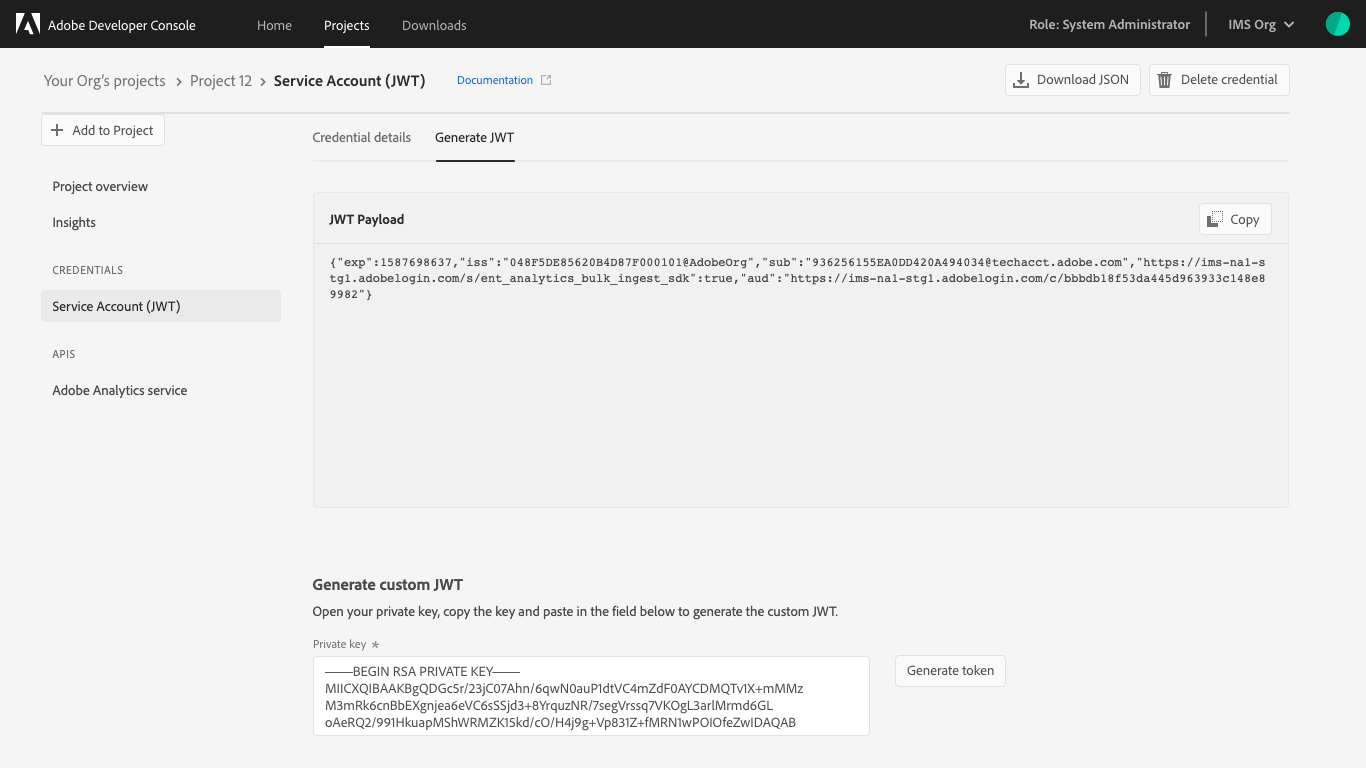 Adobe Developer Console
Home
Projects
Downloads
Role: System Administrator
IMS Org
Your Org's projects
Project 12
Service Account (JWT)
Documentation
Download JSON
Delete credential
Add to Project
Credential details
Generate JWT
Project overview
Insights
CREDENTIALS
Service Account (JWT)
APIS
Adobe Analytics service
JWT Payload
Copy
{"exp":1587698637,"iss":"048F5DE85620B4D87F000101@AdobeOrg","sub":"936256155EA0DD420A494034@techacct.adobe.com","https://ims-na1-s
tg1.adobelogin.com/s/ent_analytics_bulk_ingest_sdk":true,"aud":"https://ims-na1-stg1.adobelogin.com/c/bbbdb18f53da445d963933c148e8
9982"}
Generate custom JWT
Open your private key, copy the key and paste in the field below to generate the custom JWT.
Private key *
——–BEGIN RSA PRIVATE KEY——–
MIICXQIBAAKBgQDGc5r/23jC07Ahn/6qwN0auP1dtVC4mZdF0AYCDMQTv1X+mMMz
M3mRk6cnBbEXgnjea6eVC6sSSjd3+8YrquzNR/7segVrssq7VKOgL3arlMrmd6GL
oAeRQ2/991HkuapMShWRMZK15kd/cO/H4j9g+Vp831Z+fMRN1wPOIOfeZwIDAQAB
Generate token